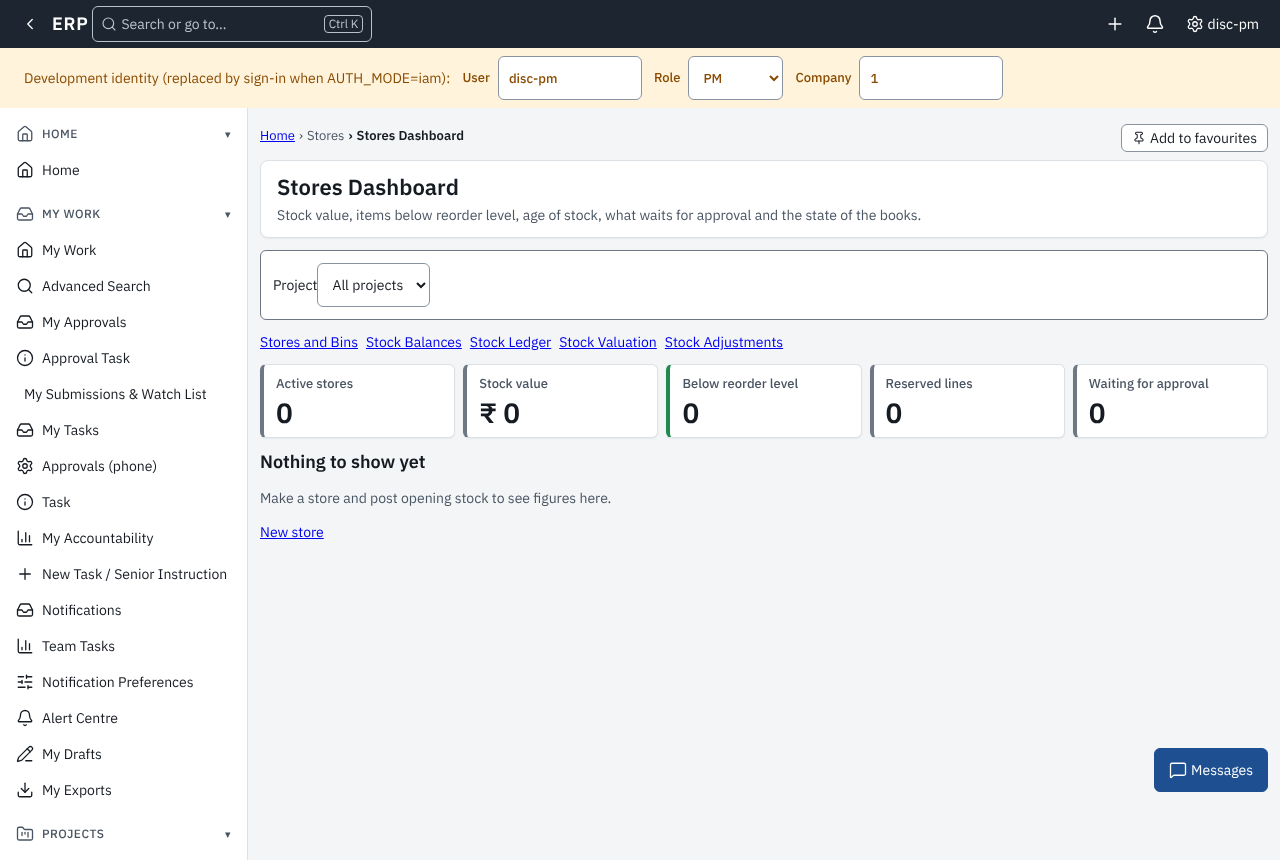 ERP
Search or go to...
Ctrl K
disc-pm
Development identity (replaced by sign-in when AUTH_MODE=iam):
User
disc-pm
Role
PM
Company
1
HOME
Home
MY WORK
My Work
Advanced Search
My Approvals
Approval Task
My Submissions & Watch List
My Tasks
Approvals (phone)
Task
My Accountability
New Task / Senior Instruction
Notifications
Team Tasks
Notification Preferences
Alert Centre
My Drafts
My Exports
PROJECTS
Home › Stores › Stores Dashboard
Add to favourites
Stores Dashboard
Stock value, items below reorder level, age of stock, what waits for approval and the state of the books.
Project
All projects
Stores and Bins Stock Balances Stock Ledger Stock Valuation Stock Adjustments
Active stores
0
Stock value
₹ 0
Below reorder level
0
Reserved lines
0
Waiting for approval
0
Nothing to show yet
Make a store and post opening stock to see figures here.
New store
Messages